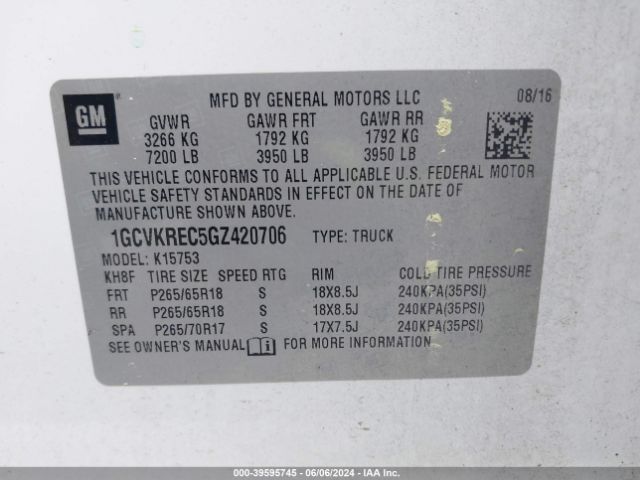 GM
MFD BY GENERAL MOTORS LLC 08/16
GVWR GAWR FRT GAWR RR
3266 KG 1792 KG 1792 KG
7200 LB 3950 LB 3950 LB
THIS VEHICLE CONFORMS TO ALL APPLICABLE U.S. FEDERAL MOTOR
VEHICLE SAFETY STANDARDS IN EFFECT ON THE DATE OF
MANUFACTURE SHOWN ABOVE.
1GCVKREC5GZ420706 TYPE: TRUCK
MODEL: K15753
KH8F TIRE SIZE SPEED RTG RIM COLD TIRE PRESSURE
FRT P265/65R18 S 18X8.5J 240KPA(35PSI)
RR P265/65R18 S 18X8.5J 240KPA(35PSI)
SPA P265/70R17 S 17X7.5J 240KPA(35PSI)
SEE OWNER'S MANUAL i FOR MORE INFORMATION
000-39595745 - 06/06/2024 - IAA Inc.